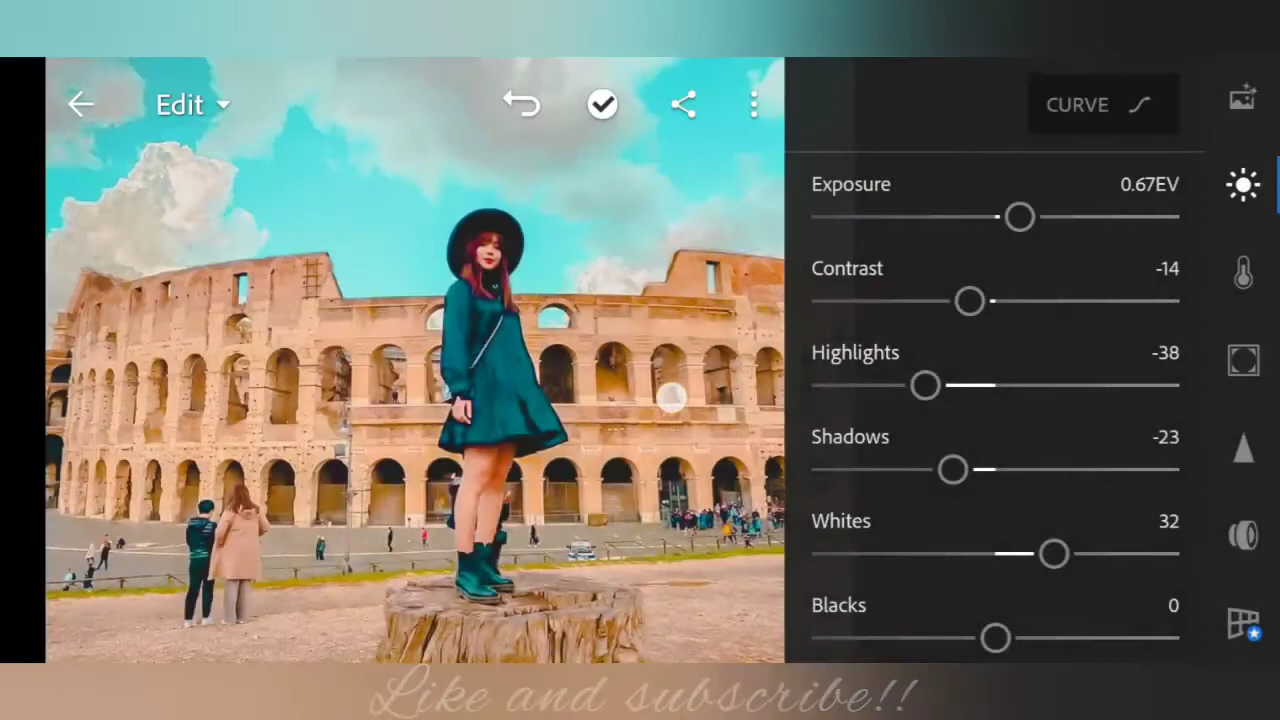 Edit
CURVE
Exposure 0.67EV
Contrast -14
Highlights -38
Shadows -23
Whites 32
Blacks 0
Like and subscribe!!